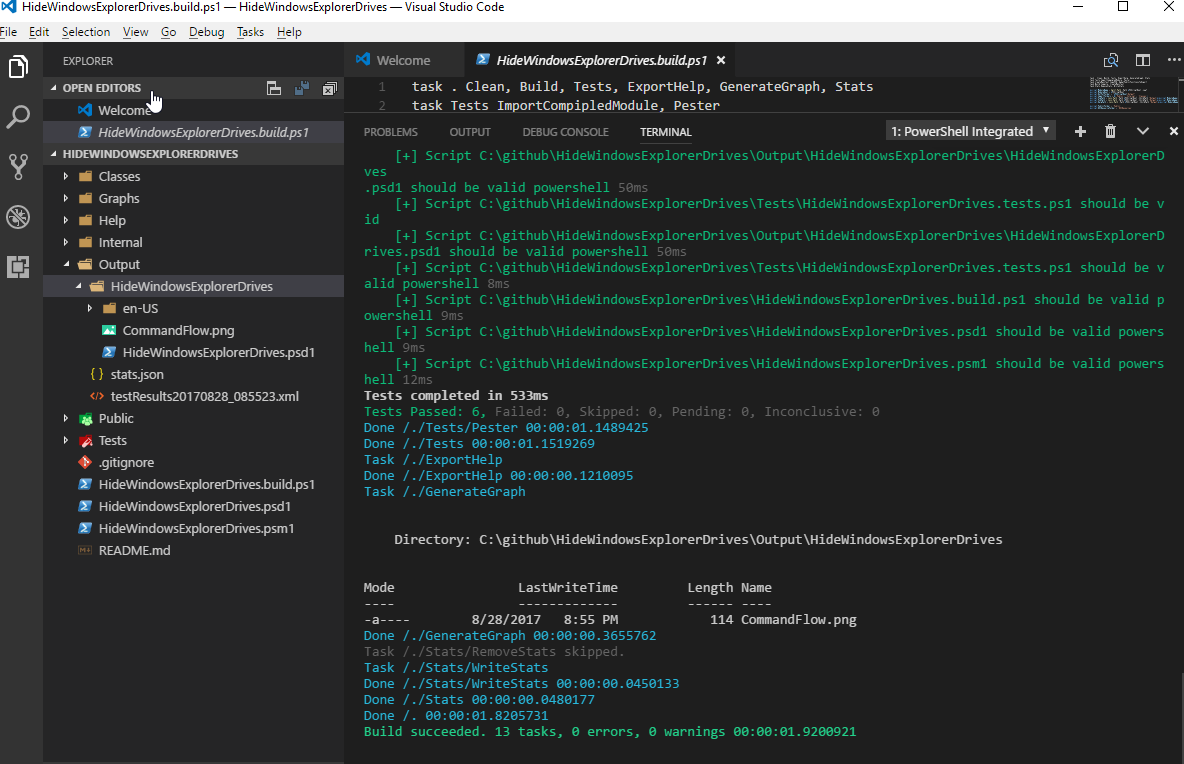 HideWindowsExplorerDrives.build.ps1 — HideWindowsExplorerDrives — Visual Studio Code
File Edit Selection View Go Debug Tasks Help
EXPLORER
OPEN EDITORS
Welcome
HideWindowsExplorerDrives.build.ps1
HIDEWINDOWSEXPLORERDRIVES
Classes
Graphs
Help
Internal
Output
HideWindowsExplorerDrives
en-US
CommandFlow.png
HideWindowsExplorerDrives.psd1
{ } stats.json
<> testResults20170828_085523.xml
Public
Tests
.gitignore
HideWindowsExplorerDrives.build.ps1
HideWindowsExplorerDrives.psd1
HideWindowsExplorerDrives.psm1
README.md
Welcome HideWindowsExplorerDrives.build.ps1
1 task . Clean, Build, Tests, ExportHelp, GenerateGraph, Stats
2 task Tests ImportCompipledModule, Pester
PROBLEMS OUTPUT DEBUG CONSOLE TERMINAL 1: PowerShell Integrated
[+] Script C:\github\HideWindowsExplorerDrives\Output\HideWindowsExplorerDrives\HideWindowsExplorerD
ves
.psd1 should be valid powershell 50ms
[+] Script C:\github\HideWindowsExplorerDrives\Tests\HideWindowsExplorerDrives.tests.ps1 should be v
id
[+] Script C:\github\HideWindowsExplorerDrives\Output\HideWindowsExplorerDrives\HideWindowsExplorerD
rives.psd1 should be valid powershell 50ms
[+] Script C:\github\HideWindowsExplorerDrives\Tests\HideWindowsExplorerDrives.tests.ps1 should be v
alid powershell 8ms
[+] Script C:\github\HideWindowsExplorerDrives\HideWindowsExplorerDrives.build.ps1 should be valid p
owershell 9ms
[+] Script C:\github\HideWindowsExplorerDrives\HideWindowsExplorerDrives.psd1 should be valid powers
hell 9ms
[+] Script C:\github\HideWindowsExplorerDrives\HideWindowsExplorerDrives.psm1 should be valid powers
hell 12ms
Tests completed in 533ms
Tests Passed: 6, Failed: 0, Skipped: 0, Pending: 0, Inconclusive: 0
Done /./Tests/Pester 00:00:01.1489425
Done /./Tests 00:00:01.1519269
Task /./ExportHelp
Done /./ExportHelp 00:00:00.1210095
Task /./GenerateGraph
Directory: C:\github\HideWindowsExplorerDrives\Output\HideWindowsExplorerDrives
Mode LastWriteTime Length Name
---- ------------- ------ ----
-a---- 8/28/2017 8:55 PM 114 CommandFlow.png
Done /./GenerateGraph 00:00:00.3655762
Task /./Stats/RemoveStats skipped.
Task /./Stats/WriteStats
Done /./Stats/WriteStats 00:00:00.0450133
Done /./Stats 00:00:00.0480177
Done /. 00:00:01.8205731
Build succeeded. 13 tasks, 0 errors, 0 warnings 00:00:01.9200921